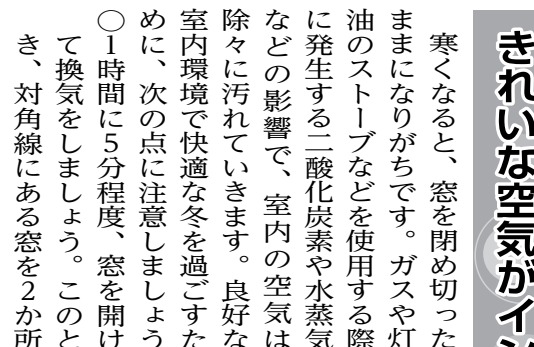 きれいな空気がイン
寒くなると、窓を閉め切った
ままになりがちです。ガスや灯
油のストーブなどを使用する際
に発生する二酸化炭素や水蒸気
などの影響で、室内の空気は
除々に汚れていきます。良好な
室内環境で快適な冬を過ごすた
めに、次の点に注意しましょう
○1時間に5分程度、窓を開け
て換気をしましょう。このと
き、対角線にある窓を2か所